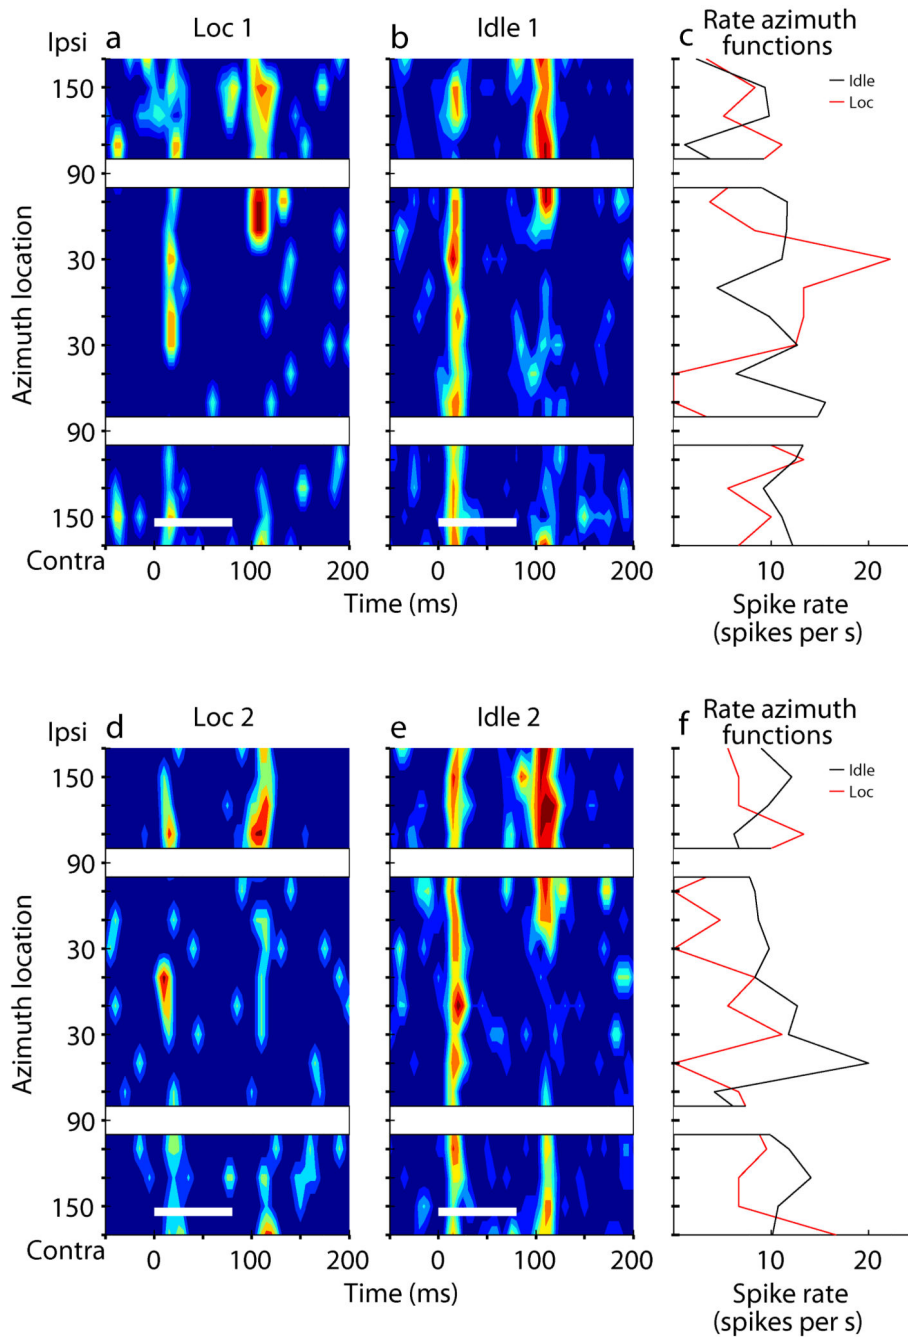 a Loc 1
b Idle 1
c Rate azimuth
functions
Ipsi
150
90
30
30
90
150
Contra
Azimuth location
Idle
Loc
0 100 200
0 100 200
10 20
Time (ms)
Spike rate
(spikes per s)
d Loc 2
e Idle 2
f Rate azimuth
functions
Ipsi
150
90
30
30
90
150
Contra
Azimuth location
Idle
Loc
0 100 200
0 100 200
10 20
Time (ms)
Spike rate
(spikes per s)